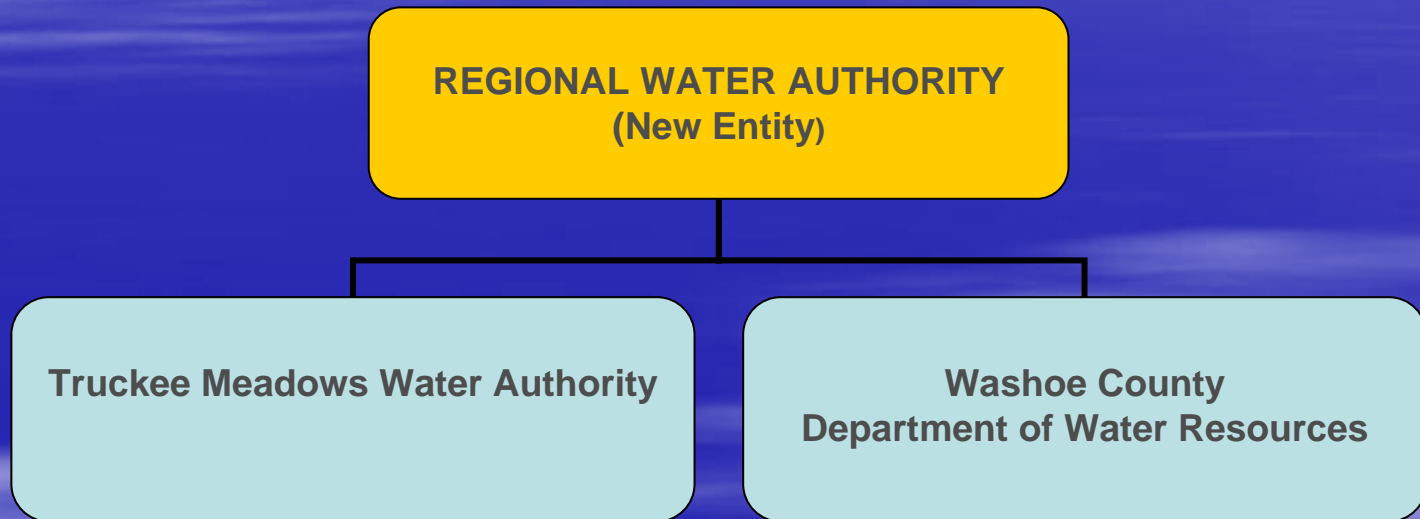 REGIONAL WATER AUTHORITY
(New Entity)
Truckee Meadows Water Authority
Washoe County
Department of Water Resources